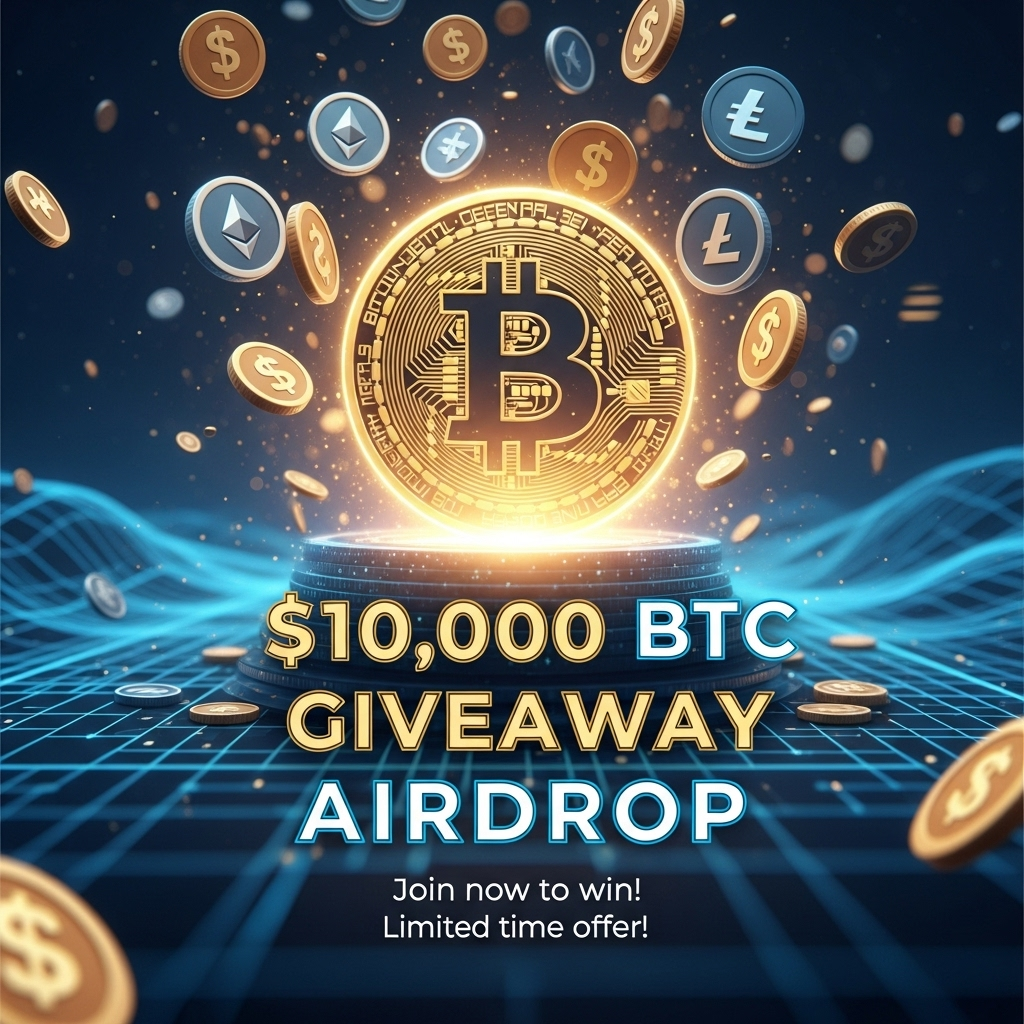 $10,000 BTC
GIVEAWAY
AIRDROP
Join now to win!
Limited time offer!